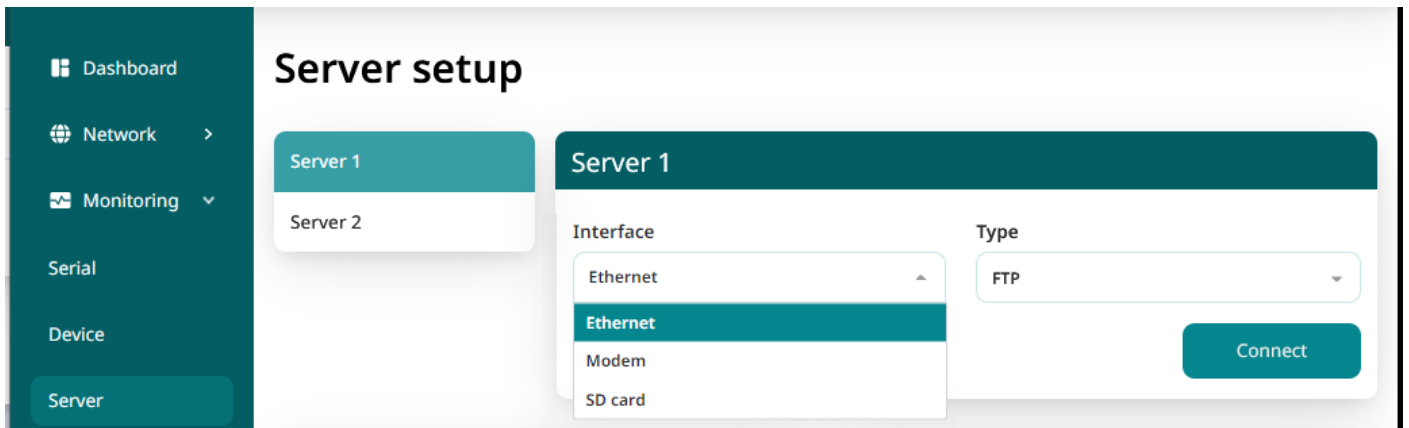 Dashboard
Network
Monitoring
Serial
Device
Server
Server setup
Server 1
Server 2
Server 1
Interface
Ethernet
Ethernet
Modem
SD card
Type
FTP
Connect